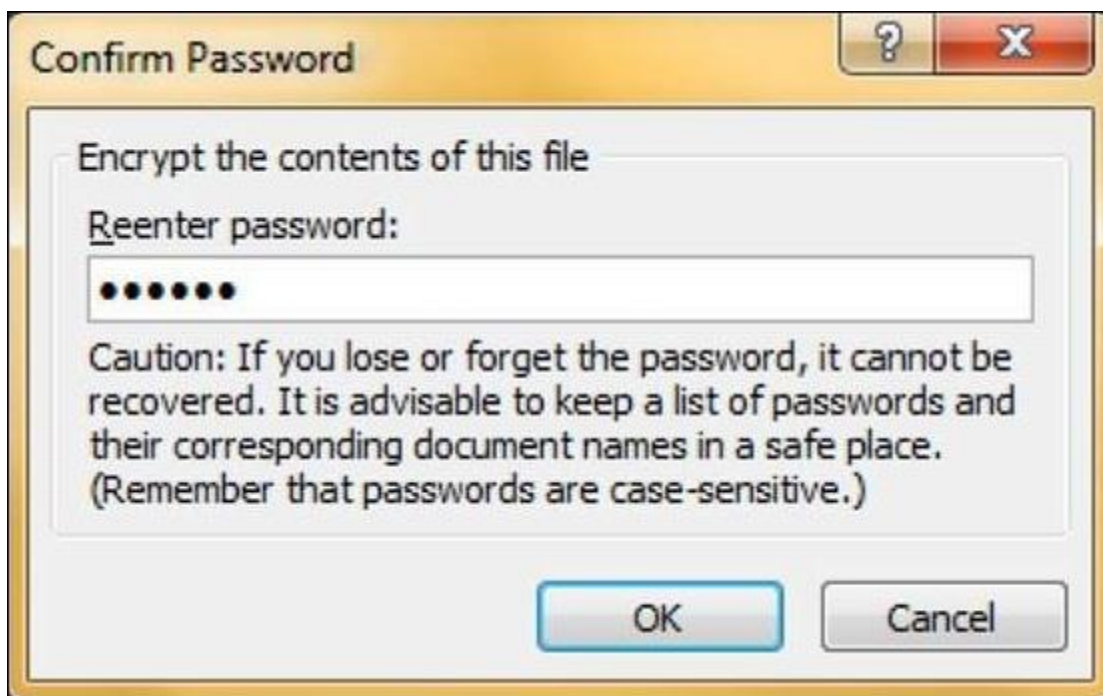 Confirm Password
Encrypt the contents of this file
Reenter password:
••••••
Caution: If you lose or forget the password, it cannot be
recovered. It is advisable to keep a list of passwords and
their corresponding document names in a safe place.
(Remember that passwords are case-sensitive.)
OK
Cancel